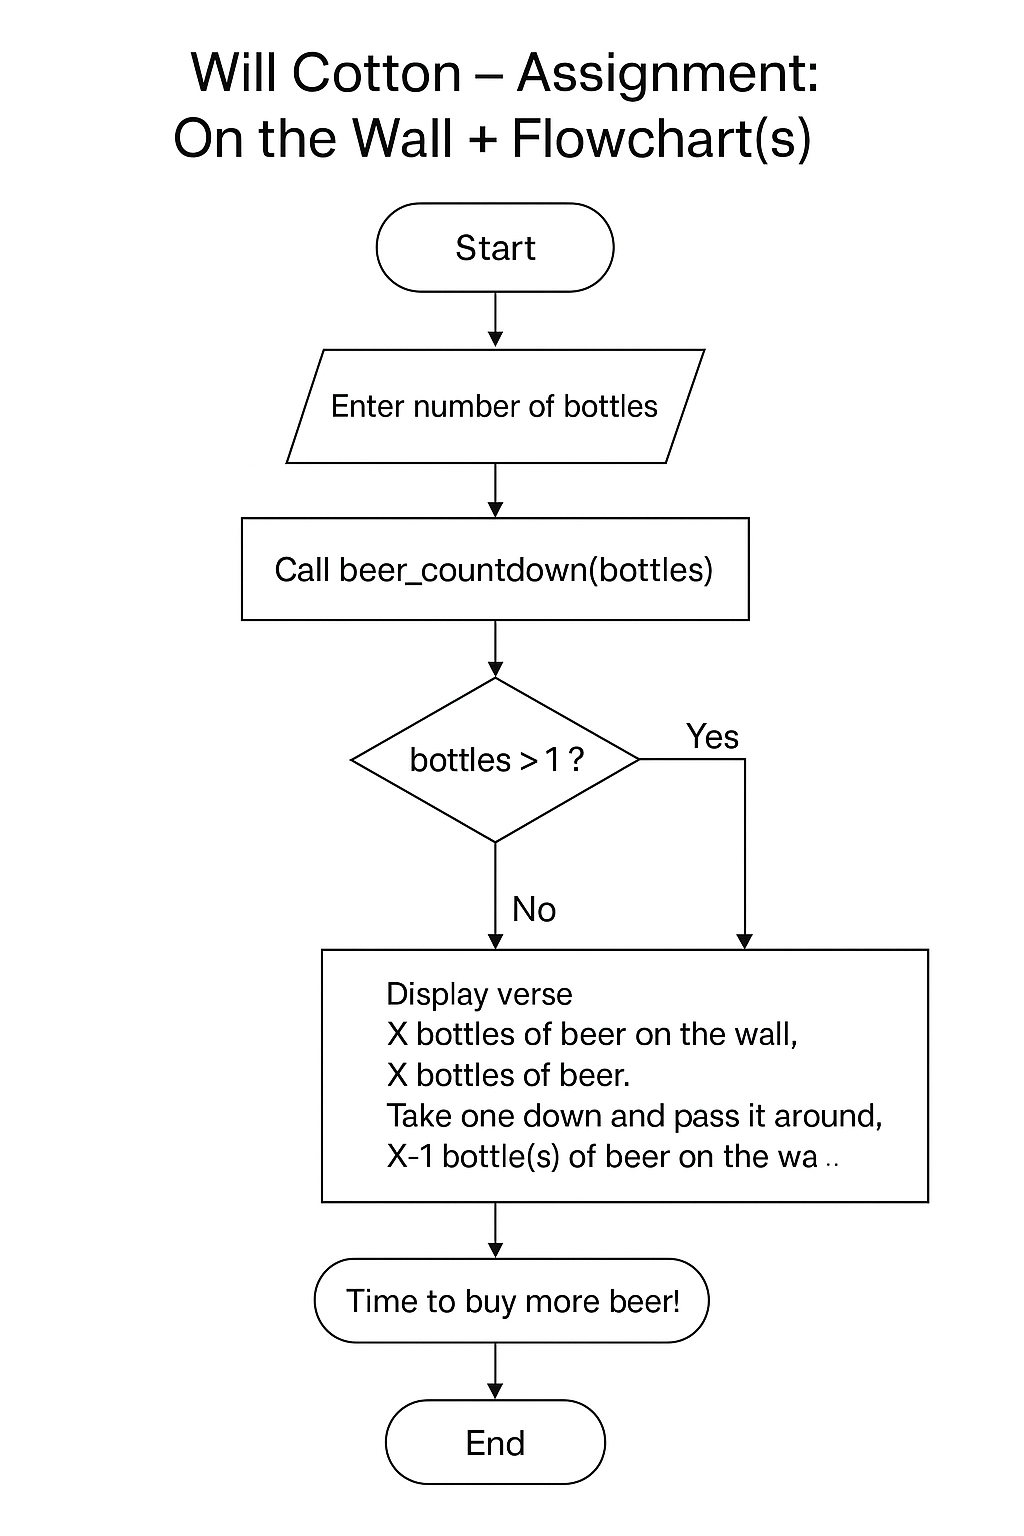 Will Cotton – Assignment:
On the Wall + Flowchart(s)
Start
Enter number of bottles
Call beer_countdown(bottles)
bottles > 1 ?
Yes
No
Display verse
X bottles of beer on the wall,
X bottles of beer.
Take one down and pass it around,
X-1 bottle(s) of beer on the wa ..
Time to buy more beer!
End